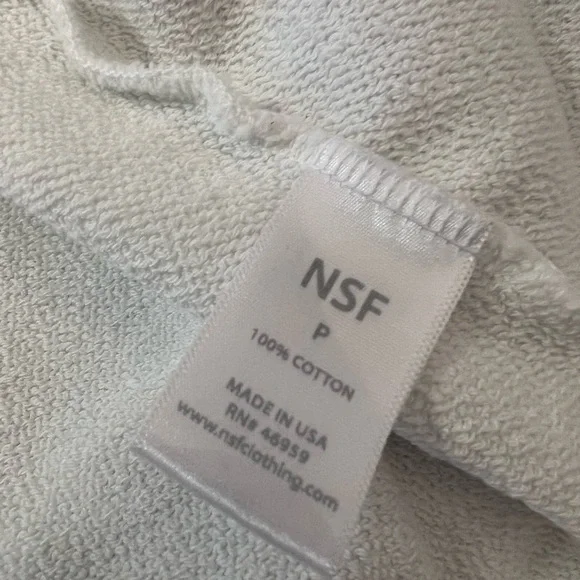 NSF
P
100% COTTON
MADE IN USA
RN# 46959
www.nsfclothing.com